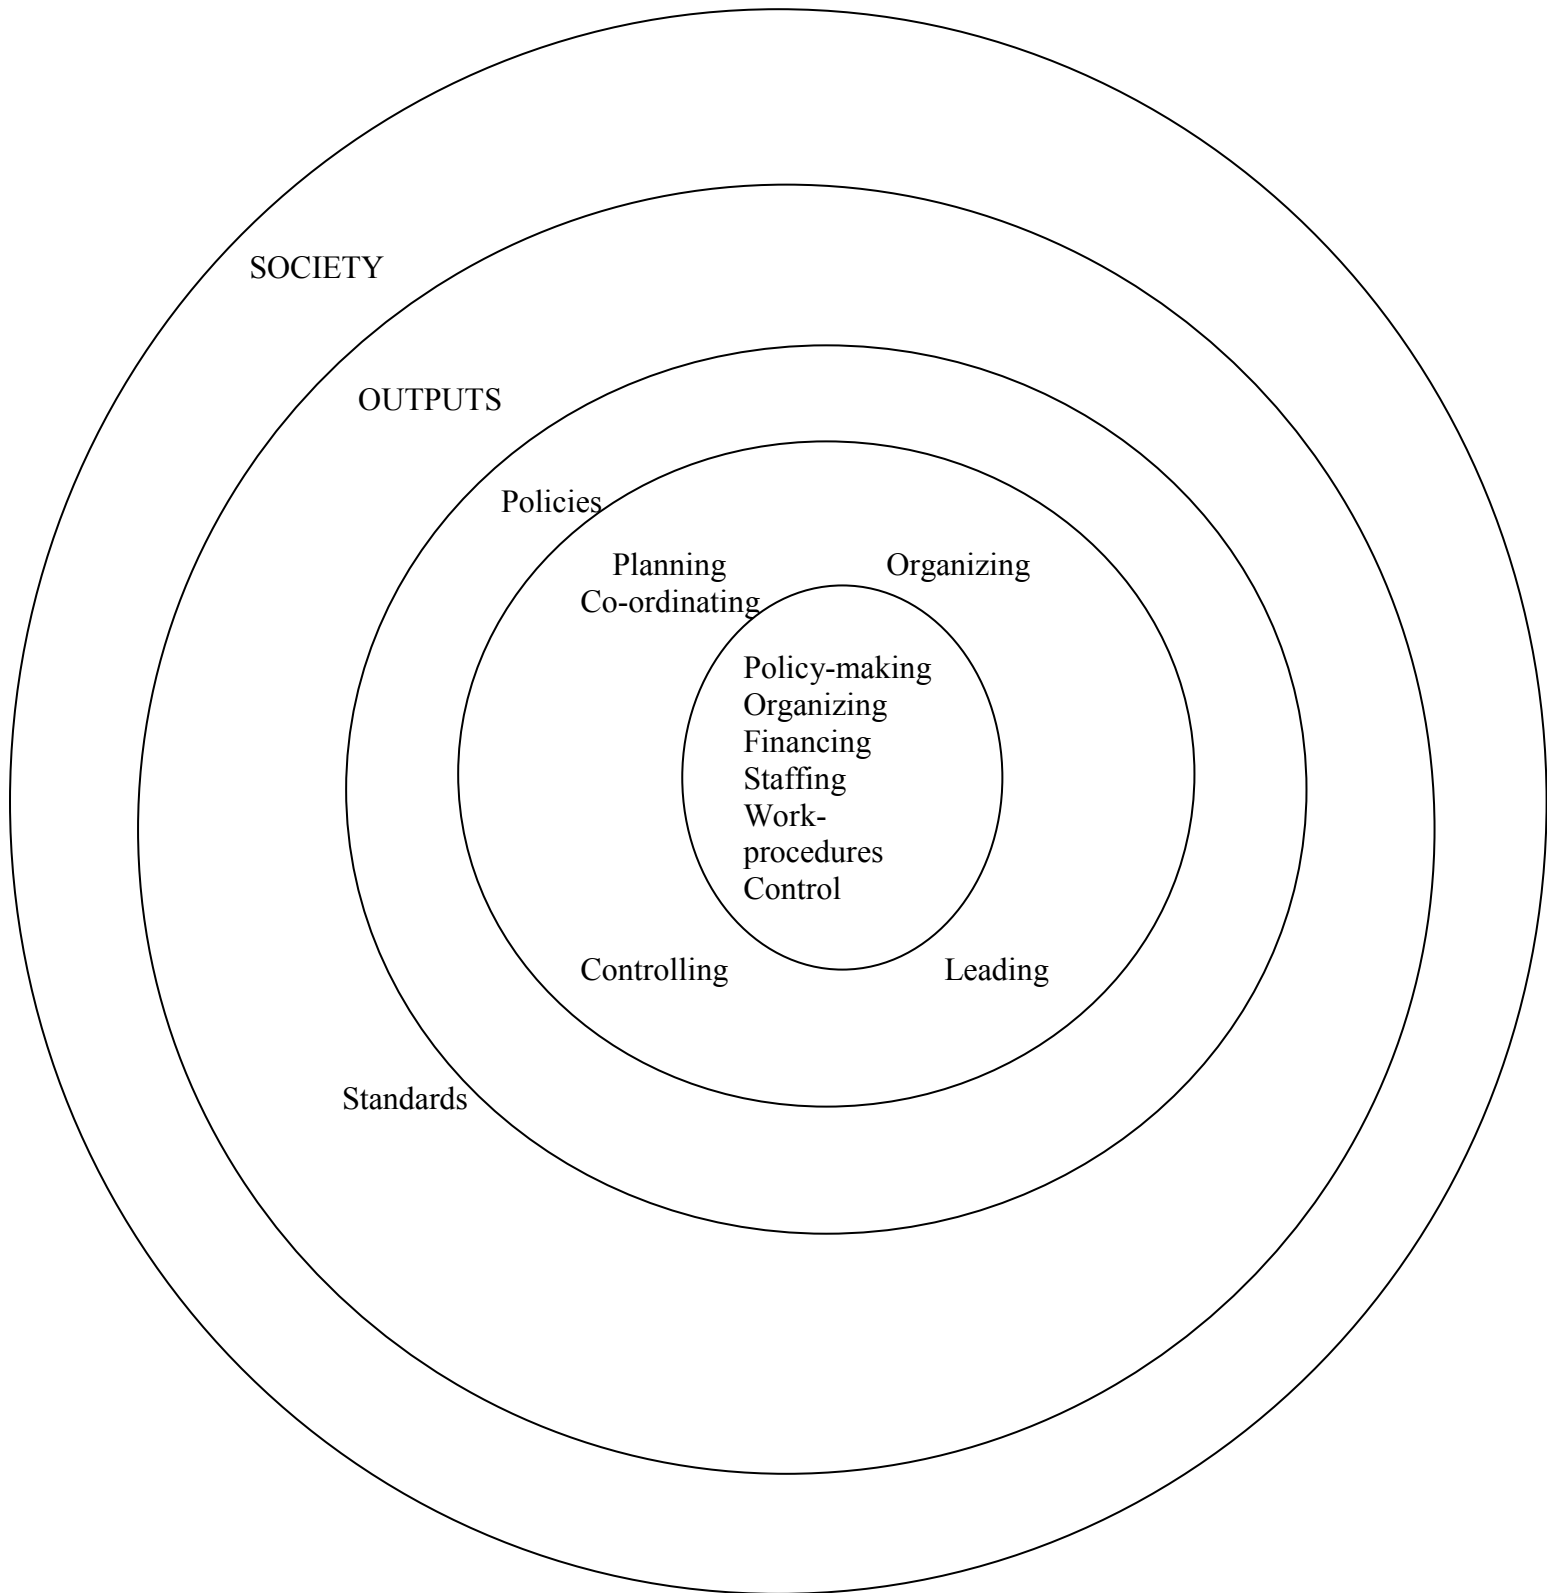 SOCIETY
OUTPUTS
Policies
Planning
Organizing
Co-ordinating
Policy-making
Organizing
Financing
Staffing
Work-
procedures
Control
Controlling
Leading
Standards